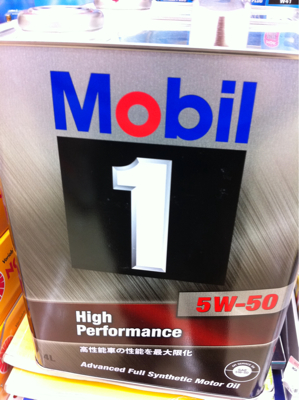 Mobil
1
5W-50
High
Performance
高性能車の性能を最大限化
4L
Advanced Full Synthetic Motor Oil